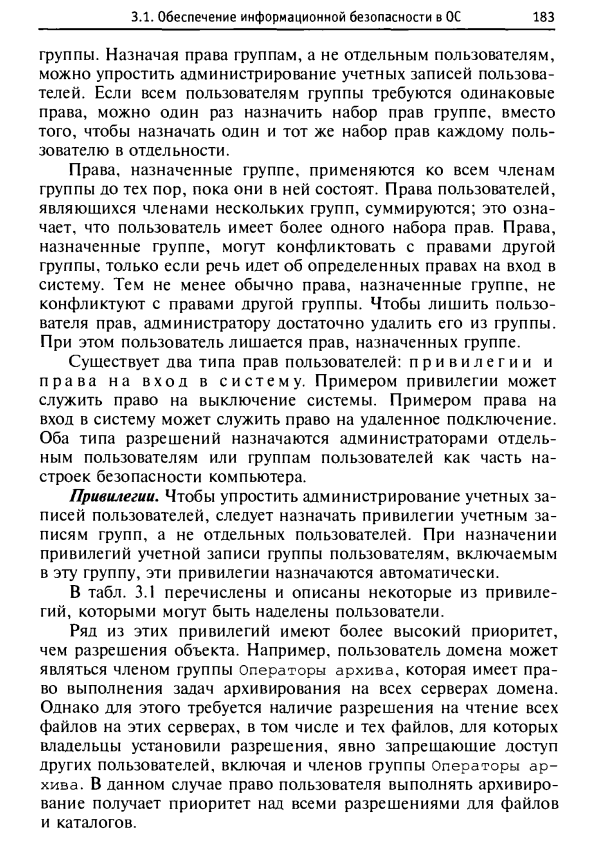 3.1. Обеспечение информационной безопасности в ОС 183
группы. Назначая права группам, а не отдельным пользователям,
можно упростить администрирование учетных записей пользова-
телей. Если всем пользователям группы требуются одинаковые
права, можно один раз назначить набор прав группе, вместо
того, чтобы назначать один и тот же набор прав каждому поль-
зователю в отдельности.
Права, назначенные группе, применяются ко всем членам
группы до тех пор, пока они в ней состоят. Права пользователей,
являющихся членами нескольких групп, суммируются; это озна-
чает, что пользователь имеет более одного набора прав. Права,
назначенные группе, могут конфликтовать с правами другой
группы, только если речь идет об определенных правах на вход в
систему. Тем не менее обычно права, назначенные группе, не
конфликтуют с правами другой группы. Чтобы лишить пользо-
вателя прав, администратору достаточно удалить его из группы.
При этом пользователь лишается прав, назначенных группе.
Существует два типа прав пользователей: привилегии и
права на вход в систему. Примером привилегии может
служить право на выключение системы. Примером права на
вход в систему может служить право на удаленное подключение.
Оба типа разрешений назначаются администраторами отдель-
ным пользователям или группам пользователей как часть на-
строек безопасности компьютера.
Привилегии. Чтобы упростить администрирование учетных за-
писей пользователей, следует назначать привилегии учетным за-
писям групп, а не отдельных пользователей. При назначении
привилегий учетной записи группы пользователям, включаемым
в эту группу, эти привилегии назначаются автоматически.
В табл. 3.1 перечислены и описаны некоторые из привиле-
гий, которыми могут быть наделены пользователи.
Ряд из этих привилегий имеют более высокий приоритет,
чем разрешения объекта. Например, пользователь домена может
являться членом группы Операторы архива, которая имеет пра-
во выполнения задач архивирования на всех серверах домена.
Однако для этого требуется наличие разрешения на чтение всех
файлов на этих серверах, в том числе и тех файлов, для которых
владельцы установили разрешения, явно запрещающие доступ
других пользователей, включая и членов группы Операторы ар-
хива. В данном случае право пользователя выполнять архивиро-
вание получает приоритет над всеми разрешениями для файлов
и каталогов.